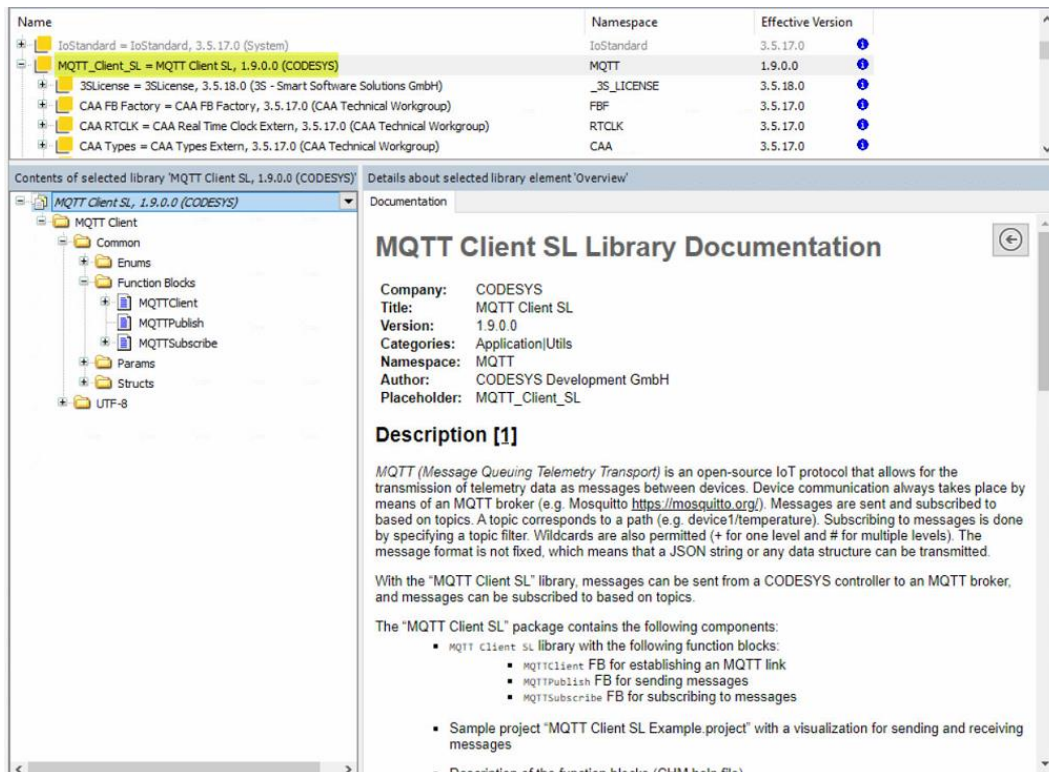 Name Namespace Effective Version
IoStandard = IoStandard, 3.5.17.0 (System) IoStandard 3.5.17.0
MQTT_Client_SL = MQTT Client SL, 1.9.0.0 (CODESYS) MQTT 1.9.0.0
3SLicense = 3SLicense, 3.5.18.0 (3S - Smart Software Solutions GmbH) _3S_LICENSE 3.5.18.0
CAA FB Factory = CAA FB Factory, 3.5.17.0 (CAA Technical Workgroup) FBF 3.5.17.0
CAA RTCLK = CAA Real Time Clock Extern, 3.5.17.0 (CAA Technical Workgroup) RTCLK 3.5.17.0
CAA Types = CAA Types Extern, 3.5.17.0 (CAA Technical Workgroup) CAA 3.5.17.0
Contents of selected library 'MQTT Client SL, 1.9.0.0 (CODESYS)'
MQTT Client SL, 1.9.0.0 (CODESYS)
MQTT Client
Common
Enums
Function Blocks
MQTTClient
MQTTPublish
MQTTSubscribe
Params
Structs
UTF-8
Details about selected library element 'Overview'
Documentation
MQTT Client SL Library Documentation
Company: CODESYS
Title: MQTT Client SL
Version: 1.9.0.0
Categories: Application|Utils
Namespace: MQTT
Author: CODESYS Development GmbH
Placeholder: MQTT_Client_SL
Description [1]
MQTT (Message Queuing Telemetry Transport) is an open-source IoT protocol that allows for the
transmission of telemetry data as messages between devices. Device communication always takes place by
means of an MQTT broker (e.g. Mosquitto https://mosquitto.org/). Messages are sent and subscribed to
based on topics. A topic corresponds to a path (e.g. device1/temperature). Subscribing to messages is done
by specifying a topic filter. Wildcards are also permitted (+ for one level and # for multiple levels). The
message format is not fixed, which means that a JSON string or any data structure can be transmitted.
With the “MQTT Client SL” library, messages can be sent from a CODESYS controller to an MQTT broker,
and messages can be subscribed to based on topics.
The “MQTT Client SL” package contains the following components:
MQTT Client SL library with the following function blocks:
MQTTClient FB for establishing an MQTT link
MQTTPublish FB for sending messages
MQTTSubscribe FB for subscribing to messages
Sample project “MQTT Client SL Example.project” with a visualization for sending and receiving
messages
Description of the function blocks (CHM help file)